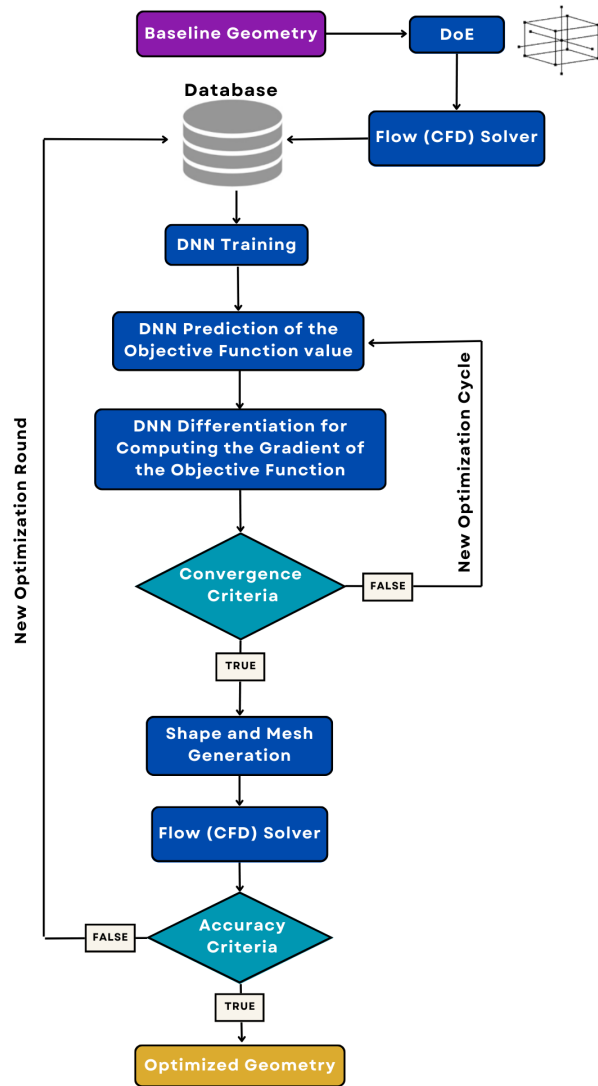 Baseline Geometry
DoE
Database
Flow (CFD) Solver
DNN Training
DNN Prediction of the
Objective Function value
New Optimization Cycle
DNN Differentiation for
Computing the Gradient of
the Objective Function
New Optimization Round
Convergence
Criteria
FALSE
TRUE
Shape and Mesh
Generation
Flow (CFD) Solver
Accuracy
Criteria
FALSE
TRUE
Optimized Geometry